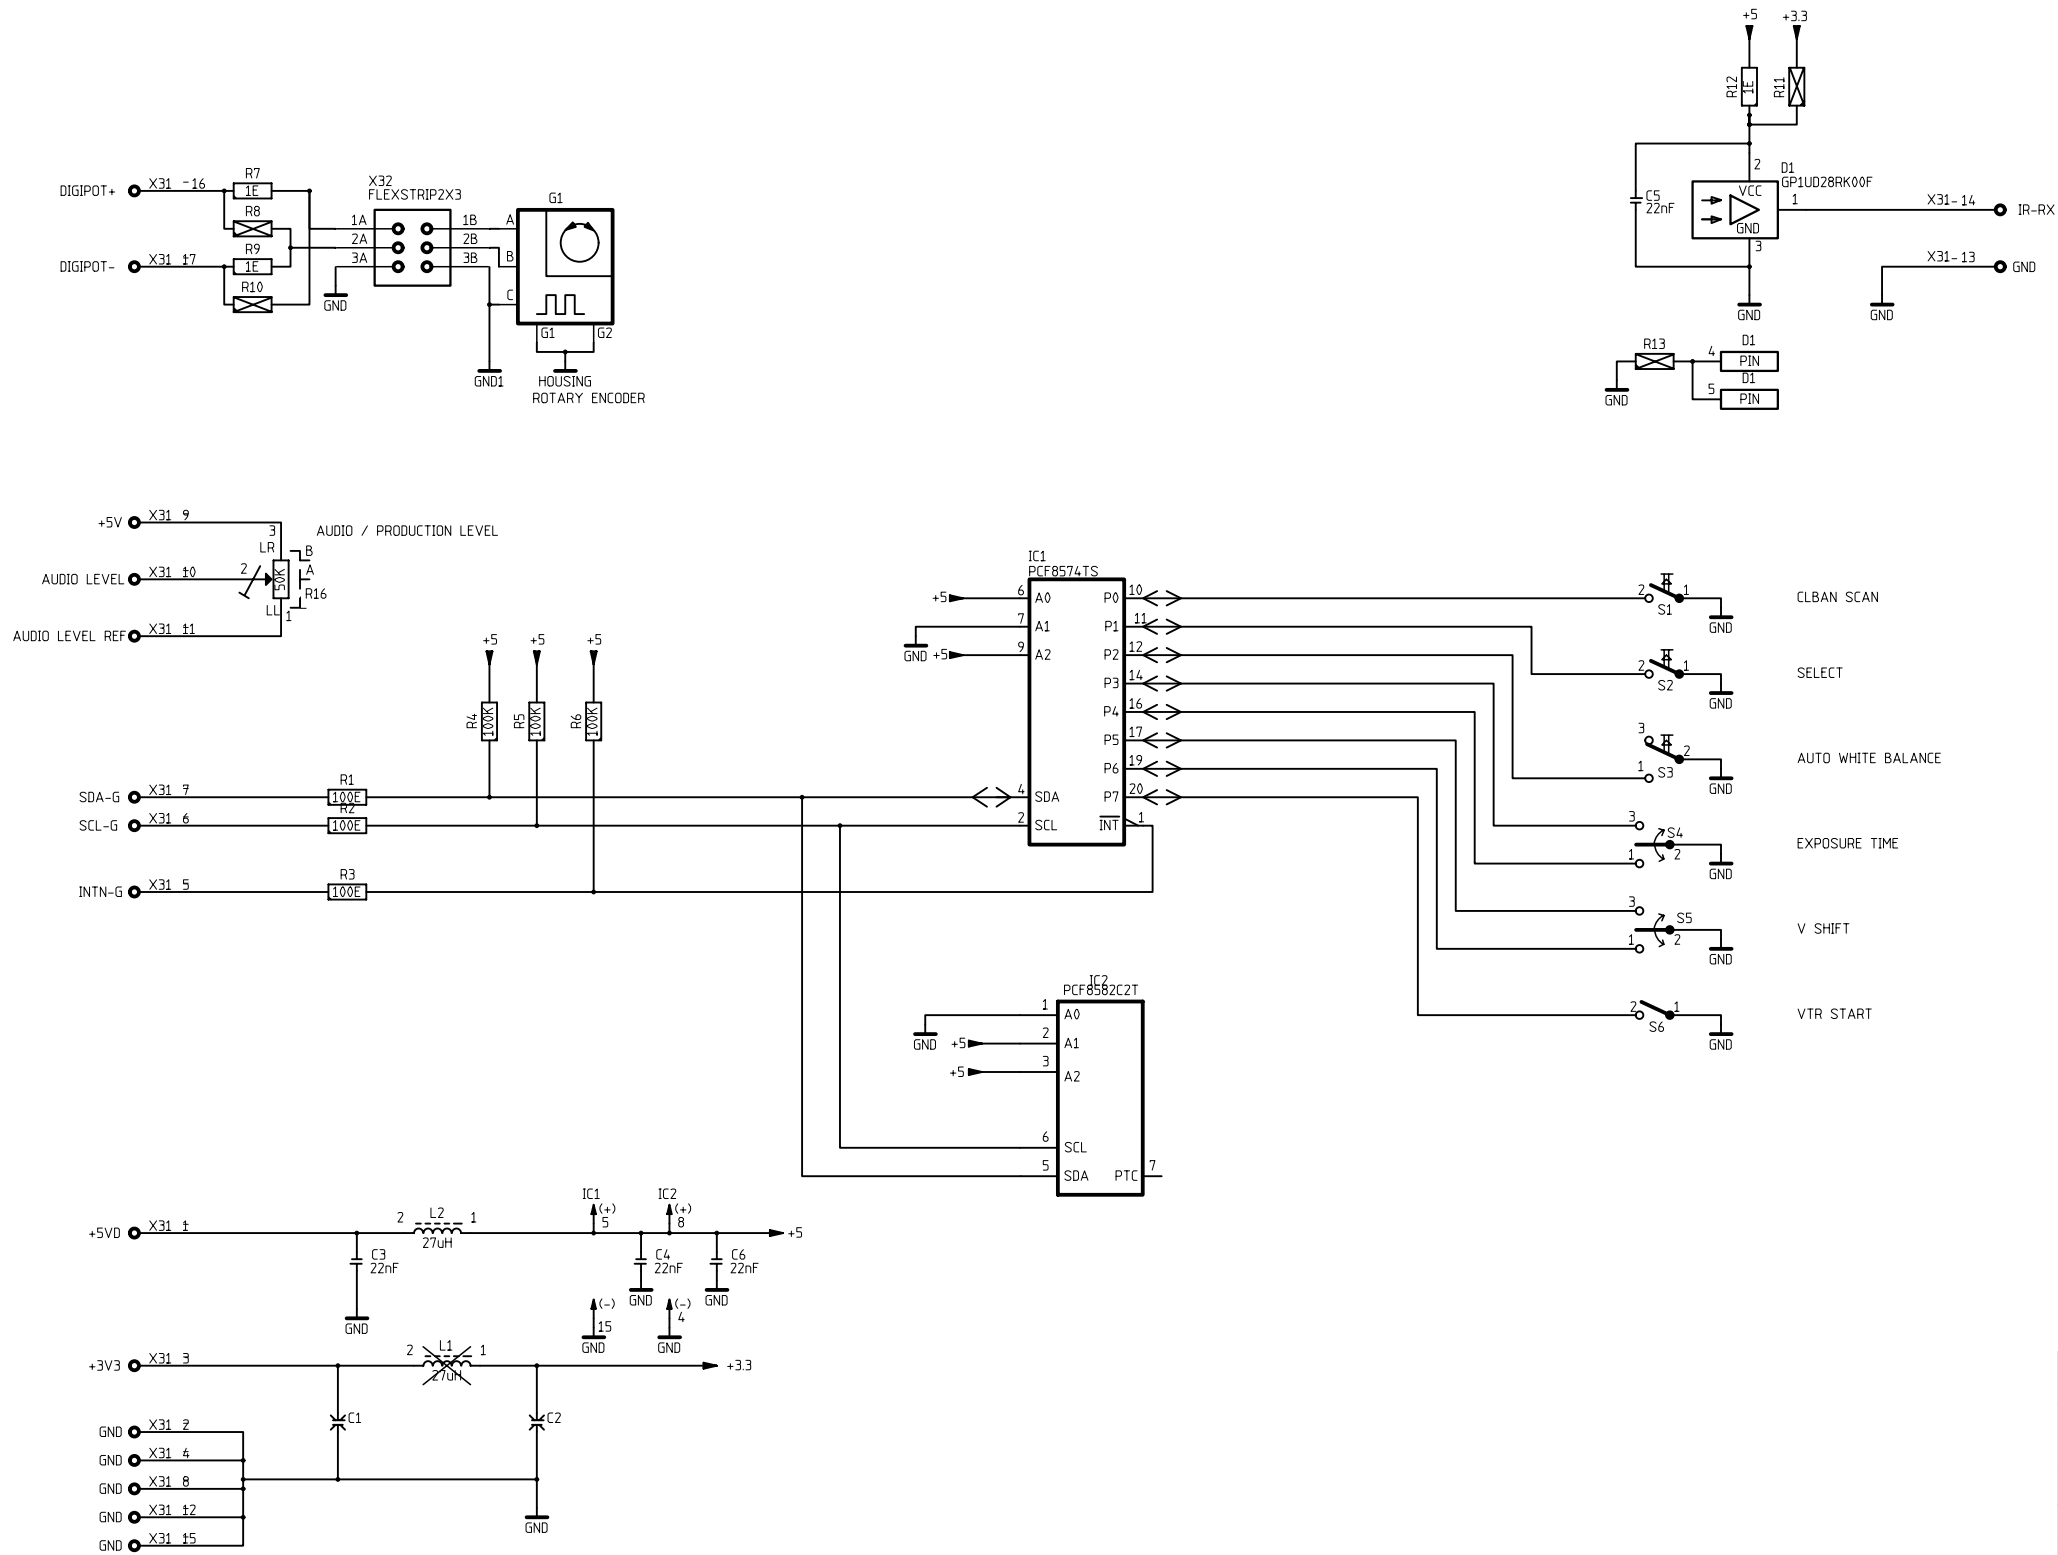 +5 +3.3
R12 1E R11
2
D1
GP1UD28RK00F
VCC
C5
22nF
1 X31-14 IR-RX
GND
3
X31-13 GND
GND
GND
R13 4 D1
PIN
D1
5 PIN
GND
DIGIPOT+ X31 -16 R7
1E
R8
DIGIPOT- X31 17 R9
1E
R10
X32
FLEXSTRIP2X3
1A 1B A
2A 2B B
3A 3B C
GND
G1
G1 G2
GND1
HOUSING
ROTARY ENCODER
+5V X31 9
3
AUDIO / PRODUCTION LEVEL
LR B
AUDIO LEVEL X31 10 2 50K A
R16
LL 1
AUDIO LEVEL REF X31 11
+5 +5 +5
R4 100K R5 100K R6 100K
SDA-G X31 7 R1
100E
SCL-G X31 6 R2
100E
INTN-G X31 5 R3
100E
IC1
PCF8574TS
+5 6 A0 P0 10
7 A1 P1 11
GND +5 9 A2 P2 12
P3 14
P4 16
P5 17
P6 19
4 SDA P7 20
2 SCL INT 1
2 1 S1 GND CLBAN SCAN
2 1 S2 GND SELECT
3 2 1 S3 GND AUTO WHITE BALANCE
3 S4 1 2 GND EXPOSURE TIME
3 S5 1 2 GND V SHIFT
2 1 S6 GND VTR START
IC2
PCF8582C2T
1 A0
GND
+5 2 A1
+5 3 A2
6 SCL
5 SDA PTC 7
+5VD X31 1
2 L2 1
27uH
IC1 (+) 5
IC2 (+) 8
+5
C3
22nF
C4
22nF
C6
22nF
GND GND
GND
(-) 15 (-) 4
GND GND
+3V3 X31 3
2 L1 1
27uH
+3.3
C1 C2
GND X31 2
GND X31 4
GND X31 8
GND X31 12
GND
GND X31 15